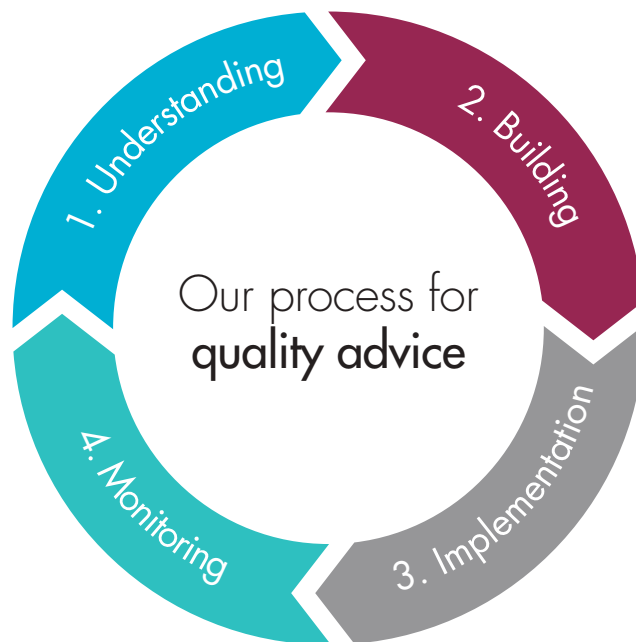 1. Understanding
2. Building
Our process for
quality advice
3. Implementation
4. Monitoring